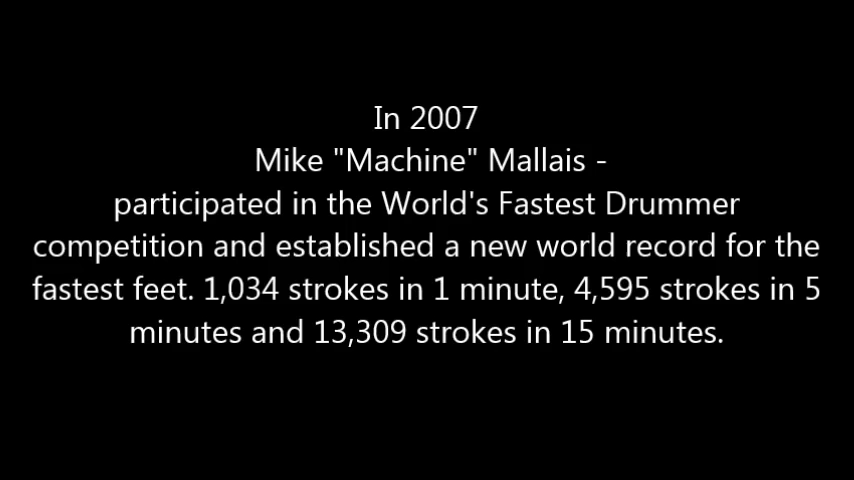 In 2007
Mike "Machine" Mallais -
participated in the World's Fastest Drummer
competition and established a new world record for the
fastest feet. 1,034 strokes in 1 minute, 4,595 strokes in 5
minutes and 13,309 strokes in 15 minutes.